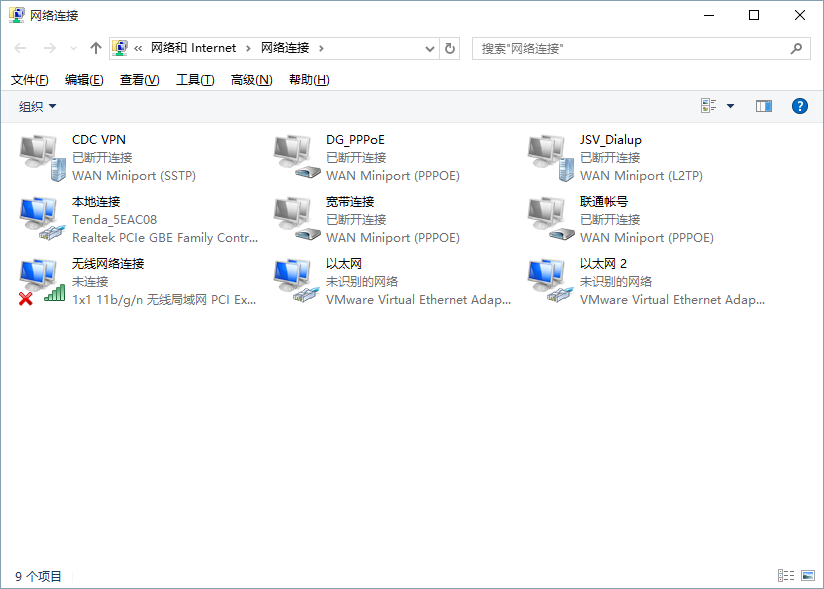 网络连接
« 网络和 Internet › 网络连接 ›
搜索"网络连接"
文件(F) 编辑(E) 查看(V) 工具(T) 高级(N) 帮助(H)
组织
CDC VPN
已断开连接
WAN Miniport (SSTP)
DG_PPPoE
已断开连接
WAN Miniport (PPPOE)
JSV_Dialup
已断开连接
WAN Miniport (L2TP)
本地连接
Tenda_5EAC08
Realtek PCIe GBE Family Contr...
宽带连接
已断开连接
WAN Miniport (PPPOE)
联通帐号
已断开连接
WAN Miniport (PPPOE)
无线网络连接
未连接
1x1 11b/g/n 无线局域网 PCI Ex...
以太网
未识别的网络
VMware Virtual Ethernet Adap...
以太网 2
未识别的网络
VMware Virtual Ethernet Adap...
9 个项目